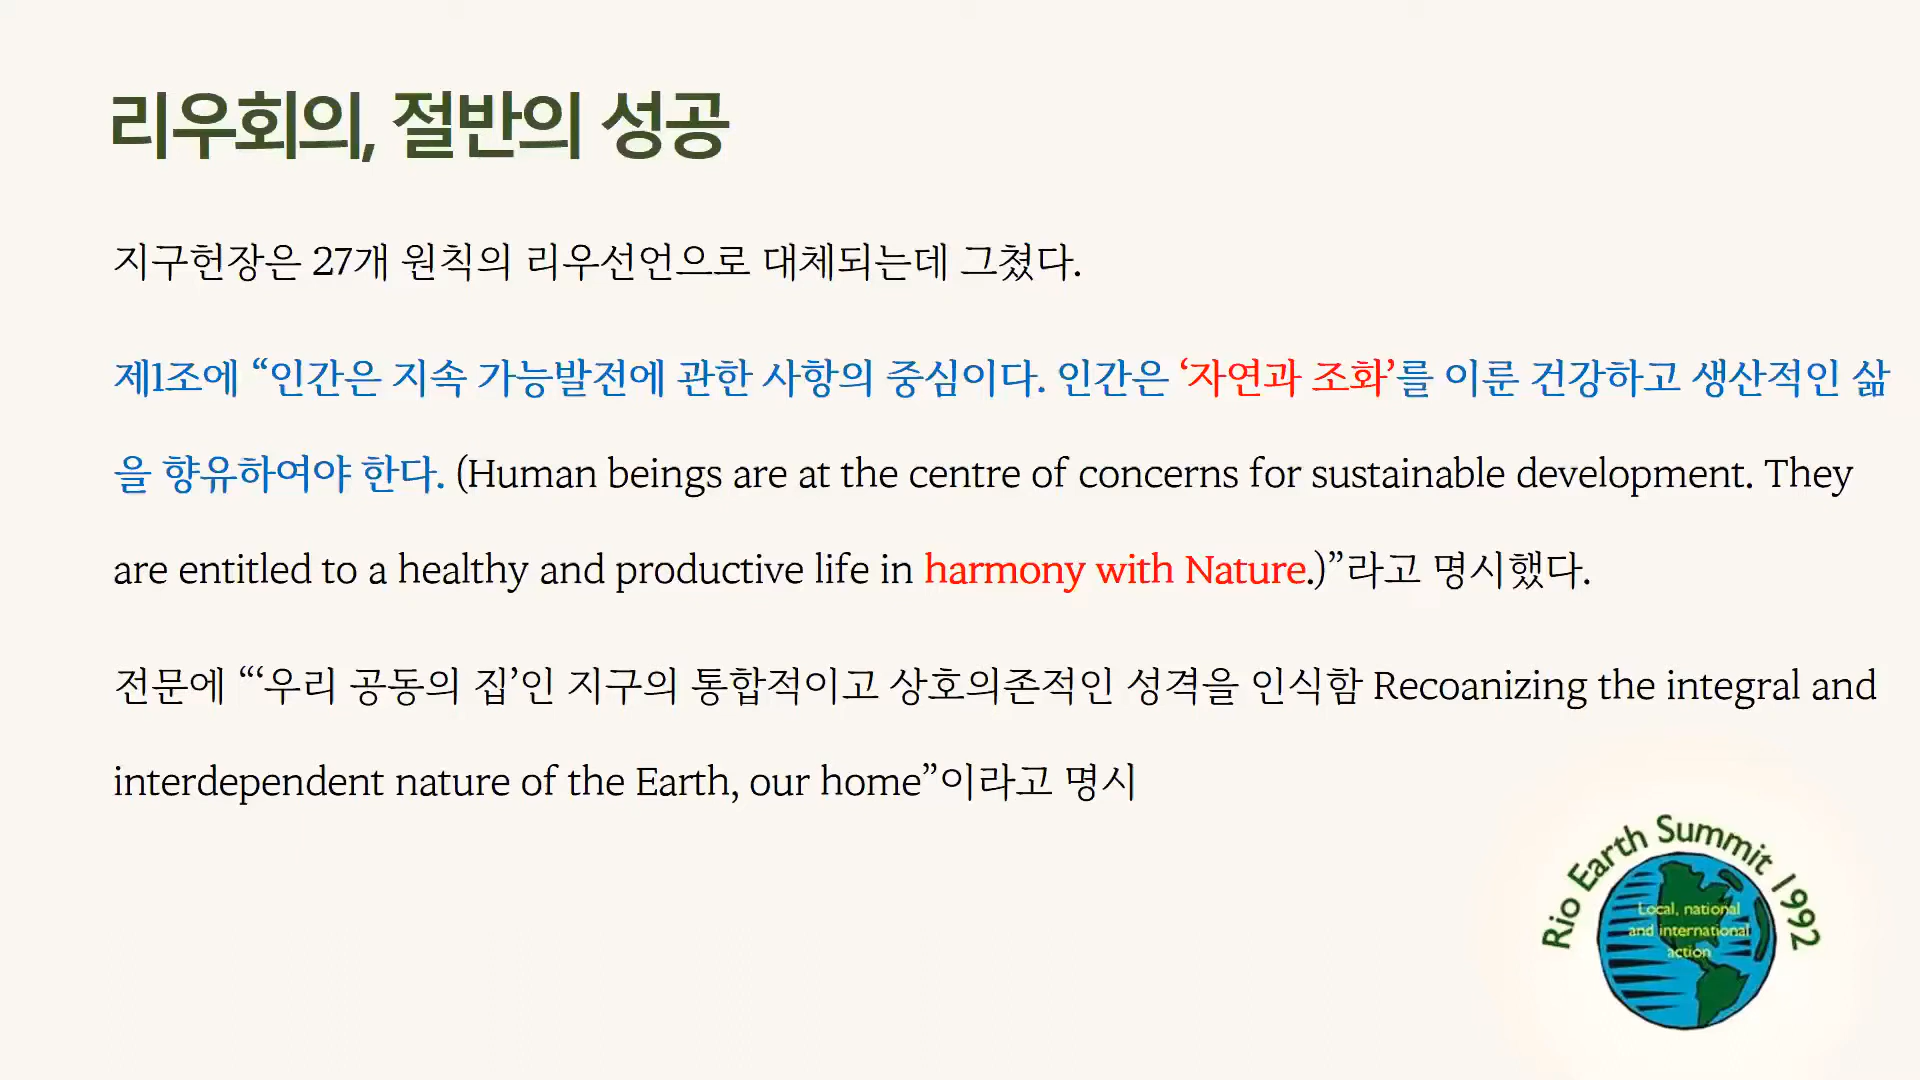 리우회의, 절반의 성공
지구헌장은 27개 원칙의 리우선언으로 대체되는데 그쳤다.
제1조에 “인간은 지속 가능발전에 관한 사항의 중심이다. 인간은 ‘자연과 조화’를 이룬 건강하고 생산적인 삶
을 향유하여야 한다. (Human beings are at the centre of concerns for sustainable development. They
are entitled to a healthy and productive life in harmony with Nature.)”라고 명시했다.
전문에 “‘우리 공동의 집’인 지구의 통합적이고 상호의존적인 성격을 인식함 Recoanizing the integral and
interdependent nature of the Earth, our home”이라고 명시
Rio Earth Summit 1992
Local, national
and international
action